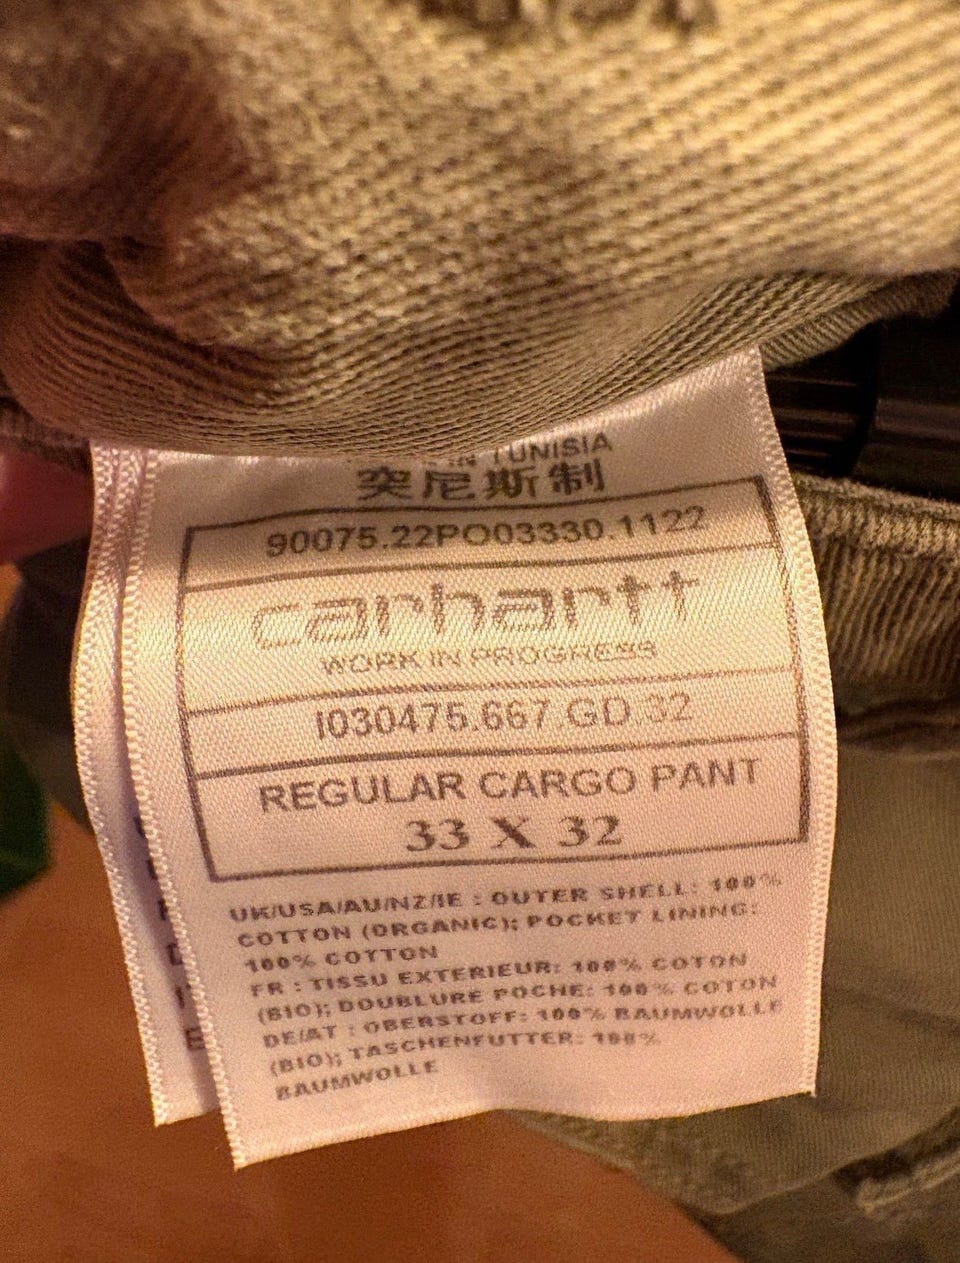 IN TUNISIA
突尼斯制
90075.22PO03330.1122
carhartt
WORK IN PROGRESS
I030475.667.GD.32
REGULAR CARGO PANT
33 X 32
UK/USA/AU/NZ/IE : OUTER SHELL: 100%
COTTON (ORGANIC); POCKET LINING:
100% COTTON
FR : TISSU EXTERIEUR: 100% COTON
(BIO); DOUBLURE POCHE: 100% COTON
DE/AT : OBERSTOFF: 100% BAUMWOLLE
(BIO); TASCHENFUTTER: 100%
BAUMWOLLE